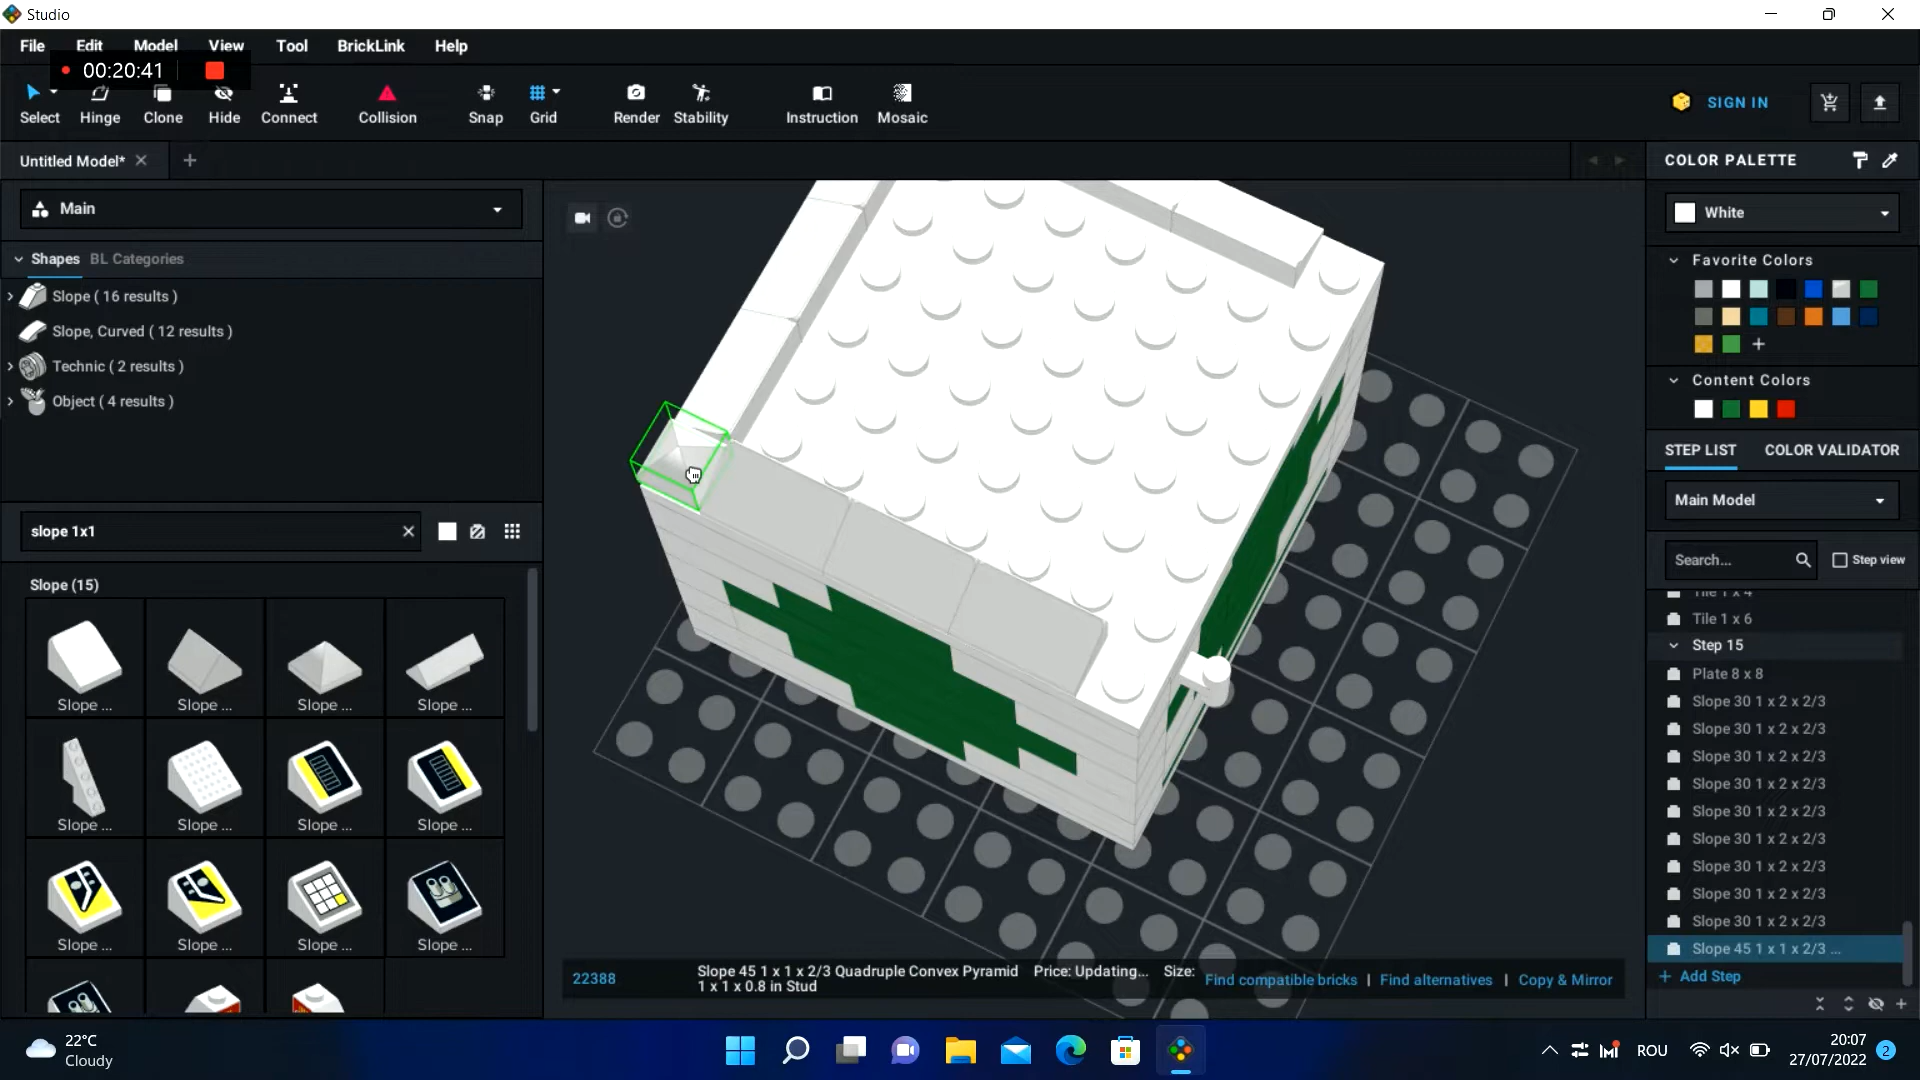 Studio
File Edit Model View Tool BrickLink Help
00:20:41
Select Hinge Clone Hide Connect Collision Snap Grid Render Stability Instruction Mosaic
SIGN IN
Untitled Model*
COLOR PALETTE
Main
White
Shapes BL Categories
Favorite Colors
Slope ( 16 results )
Slope, Curved ( 12 results )
Technic ( 2 results )
Object ( 4 results )
Content Colors
STEP LIST COLOR VALIDATOR
Main Model
slope 1x1
Search... Step view
Slope (15)
Slope ... Slope ... Slope ... Slope ...
Slope ... Slope ... Slope ... Slope ...
Slope ... Slope ... Slope ... Slope ...
Tile 1 x 4
Tile 1 x 6
Step 15
Plate 8 x 8
Slope 30 1 x 2 x 2/3
Slope 30 1 x 2 x 2/3
Slope 30 1 x 2 x 2/3
Slope 30 1 x 2 x 2/3
Slope 30 1 x 2 x 2/3
Slope 30 1 x 2 x 2/3
Slope 30 1 x 2 x 2/3
Slope 30 1 x 2 x 2/3
Slope 30 1 x 2 x 2/3
Slope 45 1 x 1 x 2/3 ...
+ Add Step
22388 Slope 45 1 x 1 x 2/3 Quadruple Convex Pyramid Price: Updating... Size:
1 x 1 x 0.8 in Stud
Find compatible bricks | Find alternatives | Copy & Mirror
22°C
Cloudy
ROU
20:07
27/07/2022
2